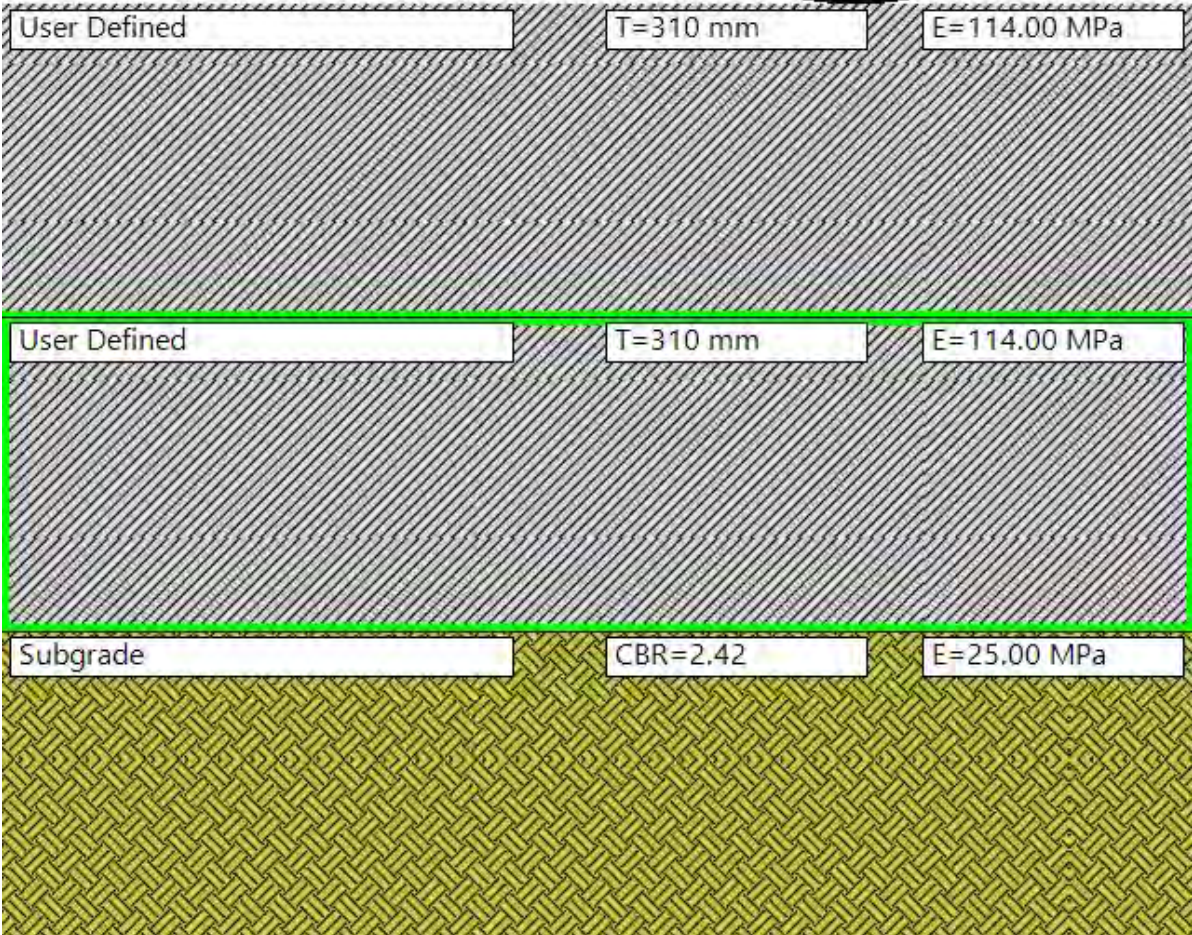 User Defined T=310 mm E=114.00 MPa
User Defined T=310 mm E=114.00 MPa
Subgrade CBR=2.42 E=25.00 MPa